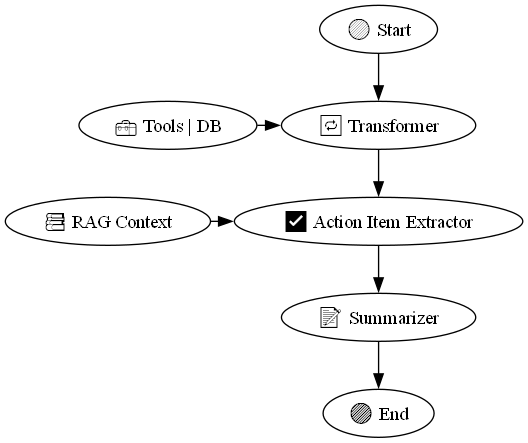 Start
Tools | DB
Transformer
RAG Context
Action Item Extractor
Summarizer
End